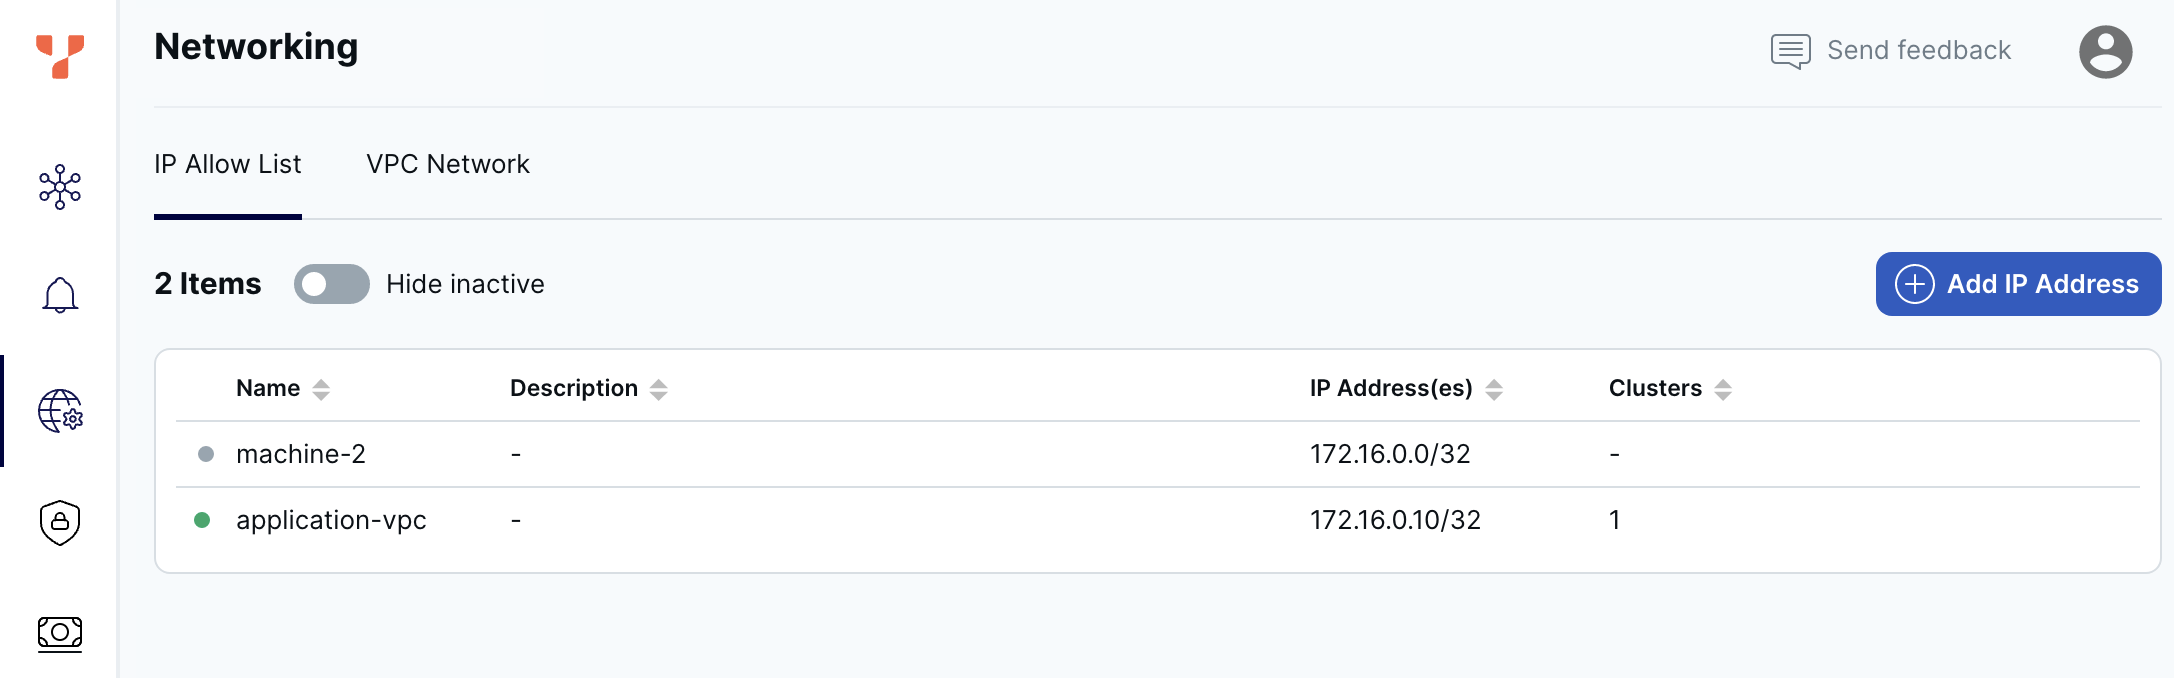 Networking
Send feedback
IP Allow List
VPC Network
2 Items
Hide inactive
Add IP Address
Name Description IP Address(es) Clusters
machine-2 - 172.16.0.0/32 -
application-vpc - 172.16.0.10/32 1